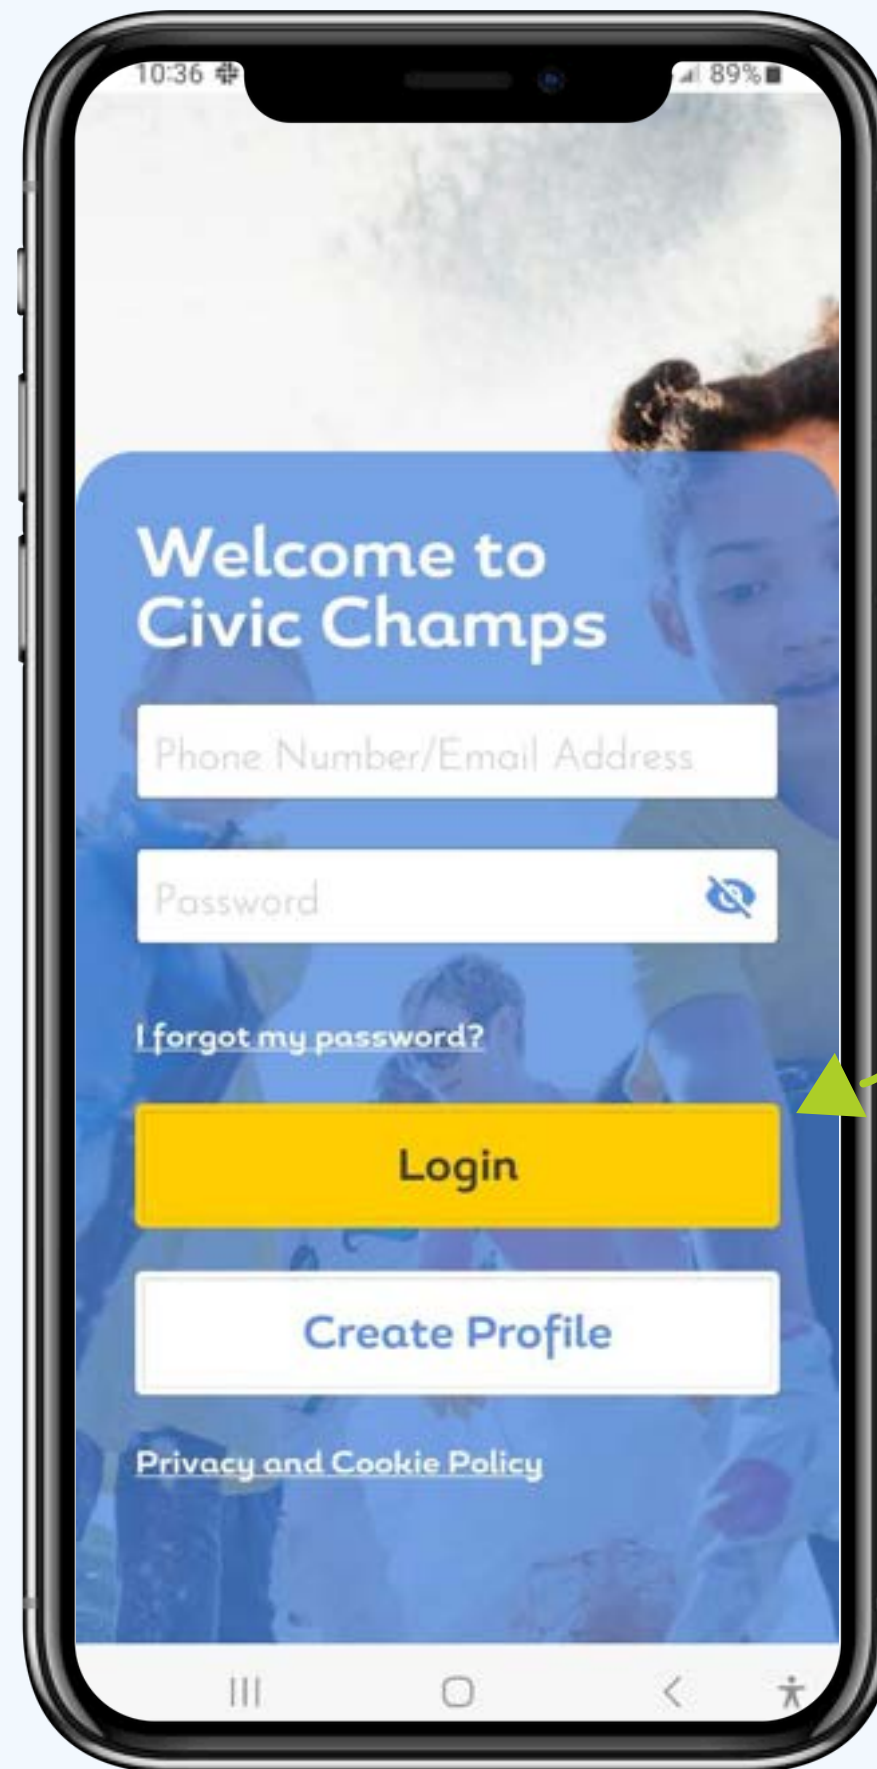 10:36
89%
Welcome to
Civic Champs
Phone Number/Email Address
Password
I forgot my password?
Login
Create Profile
Privacy and Cookie Policy